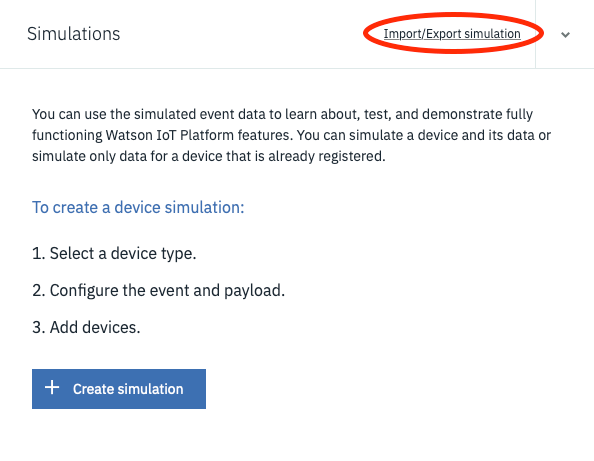 Simulations
Import/Export simulation
You can use the simulated event data to learn about, test, and demonstrate fully
functioning Watson IoT Platform features. You can simulate a device and its data or
simulate only data for a device that is already registered.
To create a device simulation:
1. Select a device type.
2. Configure the event and payload.
3. Add devices.
Create simulation